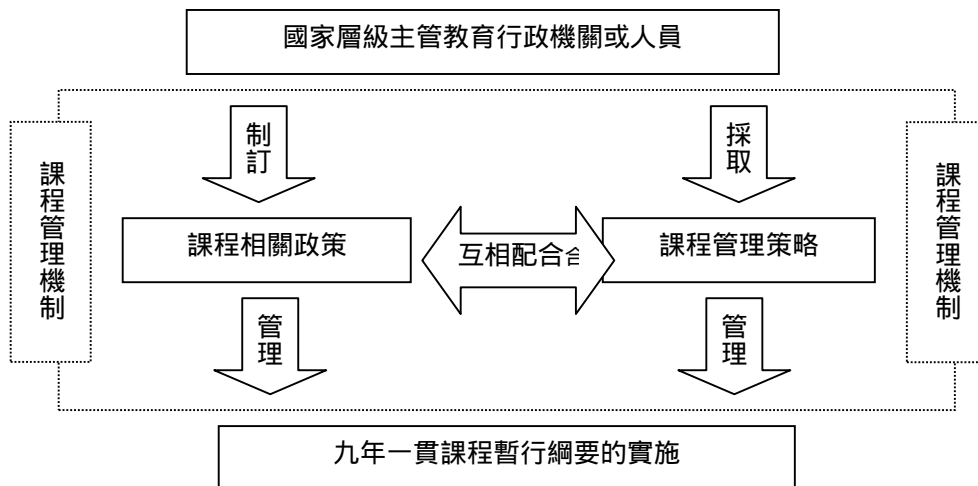 國家層級主管教育行政機關或人員
制訂
採取
課程管理機制
課程相關政策
互相配合合
課程管理策略
課程管理機制
管理
管理
九年一貫課程暫行綱要的實施